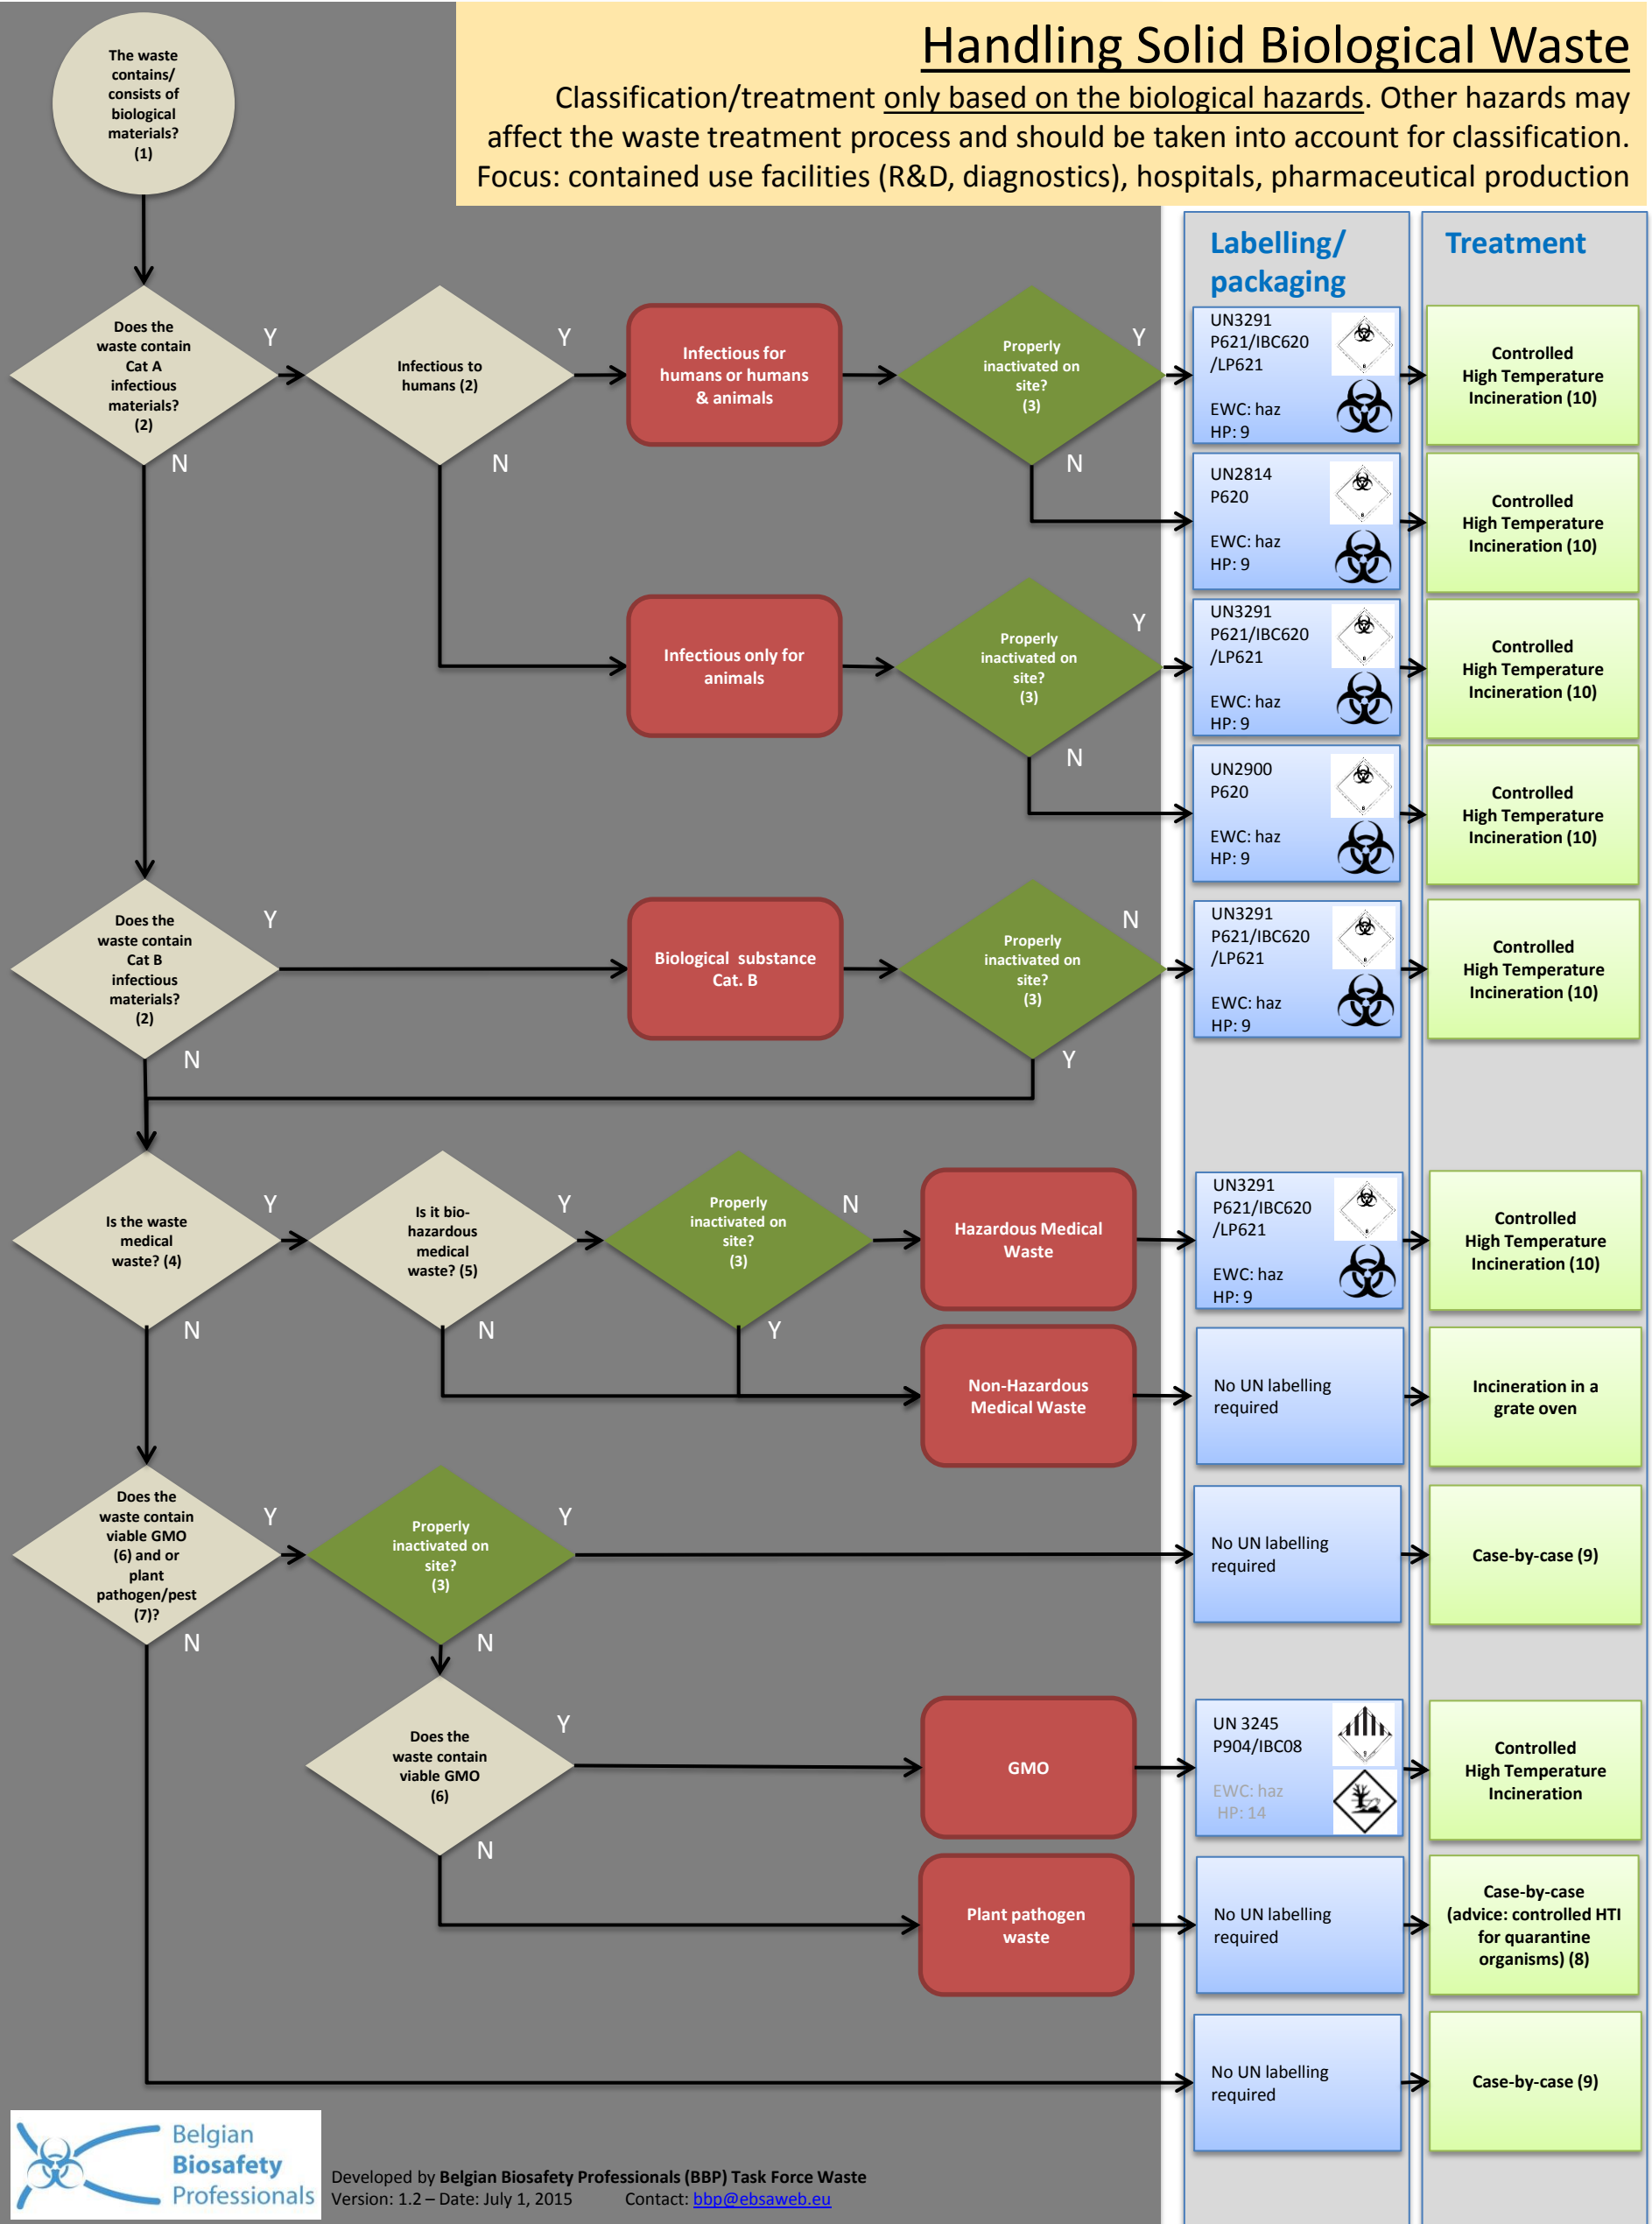 Handling Solid Biological Waste
Classification/treatment only based on the biological hazards. Other hazards may
affect the waste treatment process and should be taken into account for classification.
Focus: contained use facilities (R&D, diagnostics), hospitals, pharmaceutical production
The waste
contains/
consists of
biological
materials?
(1)
Labelling/
packaging
Treatment
Does the
waste contain
Cat A
infectious
materials?
(2)
Y
N
Infectious to
humans (2)
Y
N
Infectious for
humans or humans
& animals
Properly
inactivated on
site?
(3)
Y
N
UN3291
P621/IBC620
/LP621
EWC: haz
HP: 9
Controlled
High Temperature
Incineration (10)
UN2814
P620
EWC: haz
HP: 9
Controlled
High Temperature
Incineration (10)
Infectious only for
animals
Properly
inactivated on
site?
(3)
Y
N
UN3291
P621/IBC620
/LP621
EWC: haz
HP: 9
Controlled
High Temperature
Incineration (10)
UN2900
P620
EWC: haz
HP: 9
Controlled
High Temperature
Incineration (10)
Does the
waste contain
Cat B
infectious
materials?
(2)
Y
N
Biological substance
Cat. B
Properly
inactivated on
site?
(3)
N
Y
UN3291
P621/IBC620
/LP621
EWC: haz
HP: 9
Controlled
High Temperature
Incineration (10)
Is the waste
medical
waste? (4)
Y
N
Is it bio-
hazardous
medical
waste? (5)
Y
N
Properly
inactivated on
site?
(3)
N
Y
Hazardous Medical
Waste
UN3291
P621/IBC620
/LP621
EWC: haz
HP: 9
Controlled
High Temperature
Incineration (10)
Non-Hazardous
Medical Waste
No UN labelling
required
Incineration in a
grate oven
Does the
waste contain
viable GMO
(6) and or
plant
pathogen/pest
(7)?
Y
N
Properly
inactivated on
site?
(3)
Y
N
No UN labelling
required
Case-by-case (9)
Does the
waste contain
viable GMO
(6)
Y
N
GMO
UN 3245
P904/IBC08
EWC: haz
HP: 14
Controlled
High Temperature
Incineration
Plant pathogen
waste
No UN labelling
required
Case-by-case
(advice: controlled HTI
for quarantine
organisms) (8)
No UN labelling
required
Case-by-case (9)
Belgian
Biosafety
Professionals
Developed by Belgian Biosafety Professionals (BBP) Task Force Waste
Version: 1.2 – Date: July 1, 2015 Contact: bbp@ebsaweb.eu